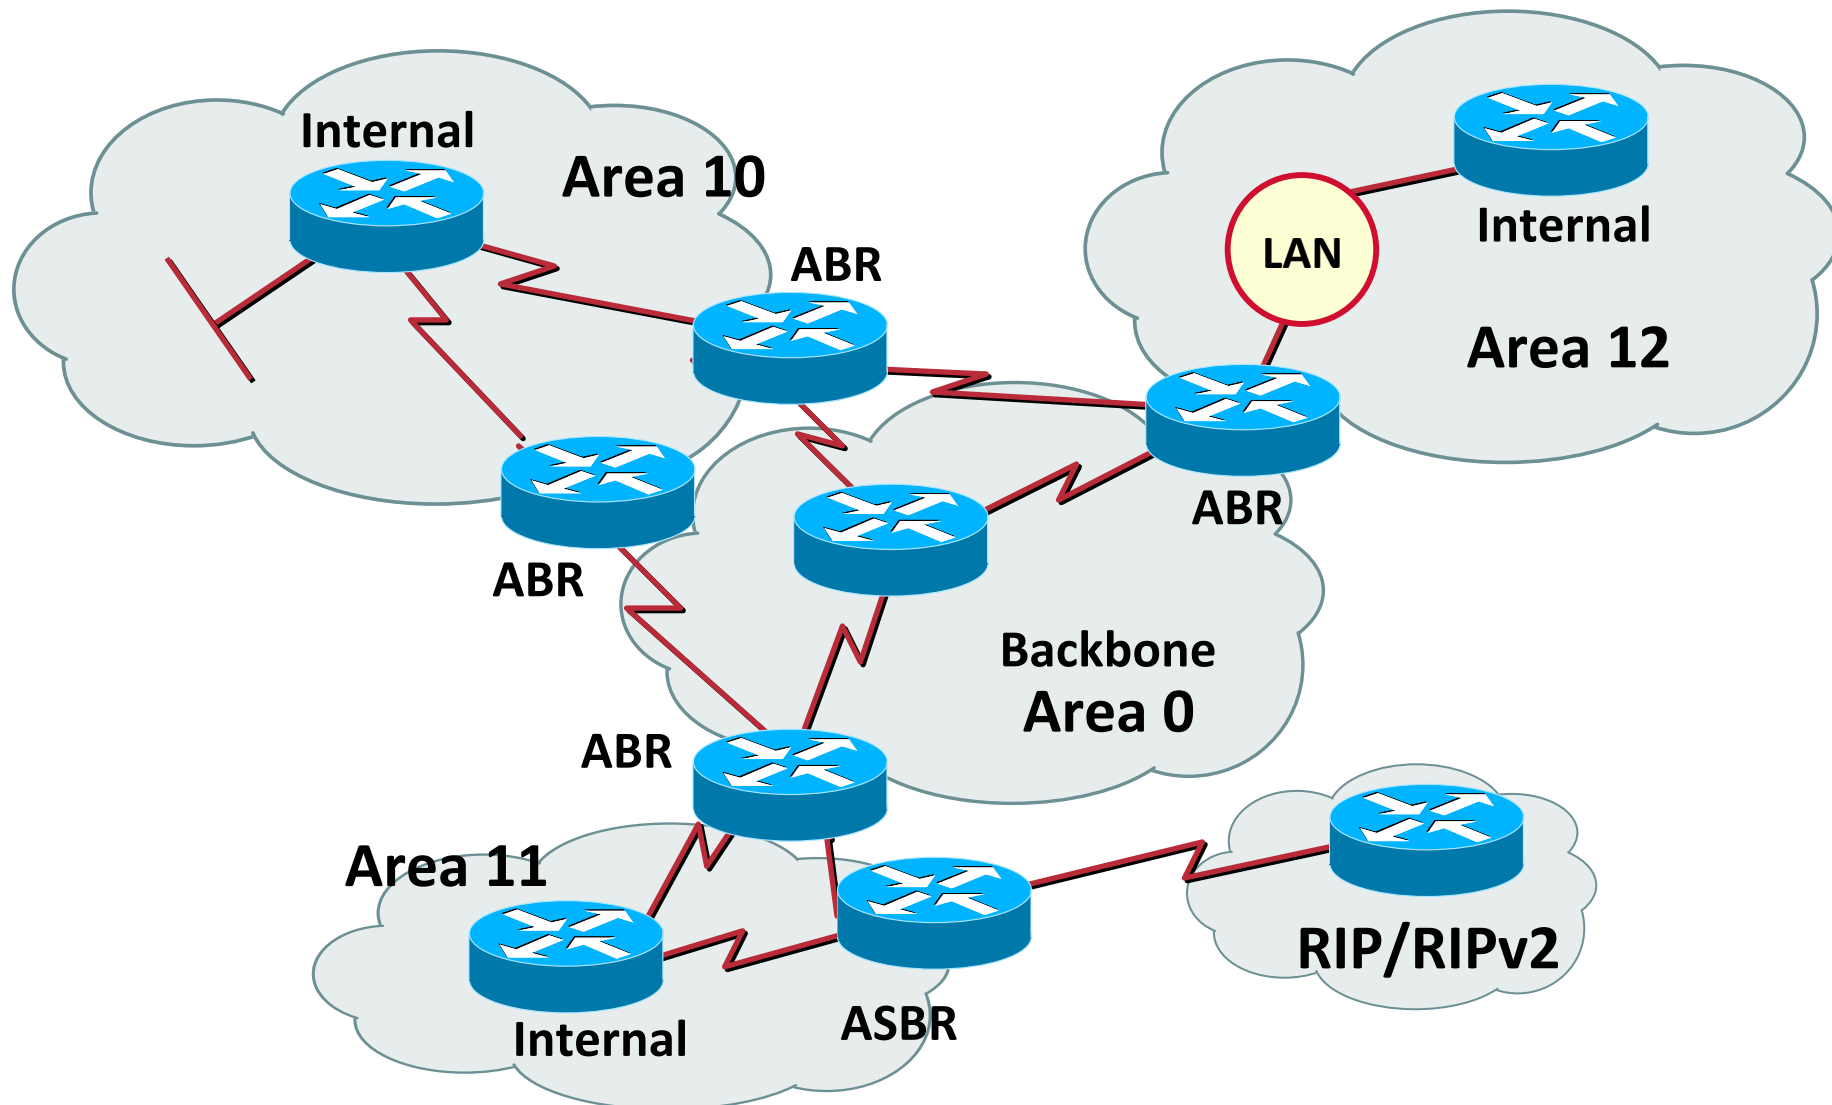 Internal
Area 10
ABR
LAN
Internal
Area 12
ABR
ABR
Backbone
Area 0
ABR
Area 11
RIP/RIPv2
ASBR
Internal